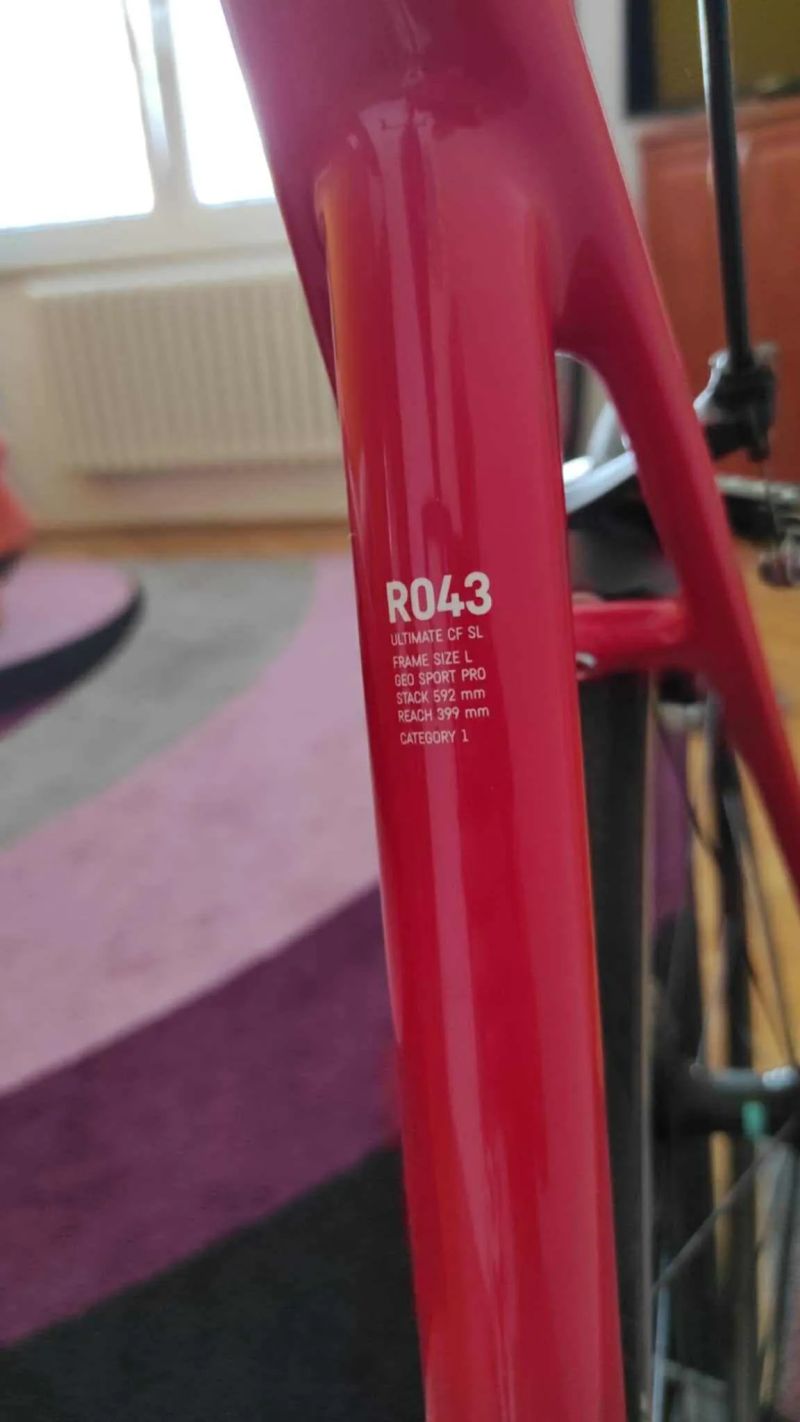 R043
ULTIMATE CF SL
FRAME SIZE L
GEO SPORT PRO
STACK 592 mm
REACH 399 mm
CATEGORY 1